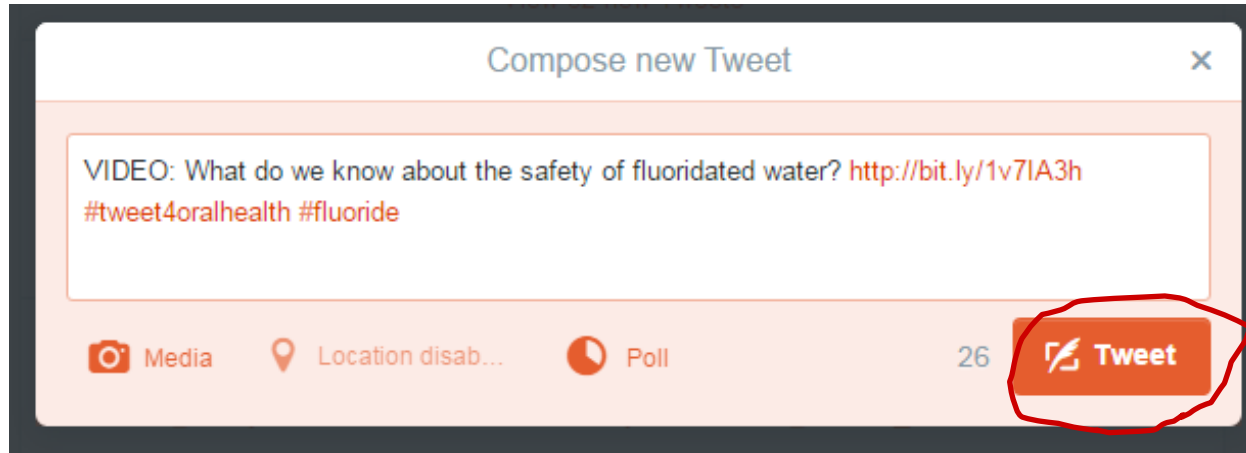 Compose new Tweet ×
VIDEO: What do we know about the safety of fluoridated water? http://bit.ly/1v7IA3h
#tweet4oralhealth #fluoride
Media Location disab... Poll 26 Tweet